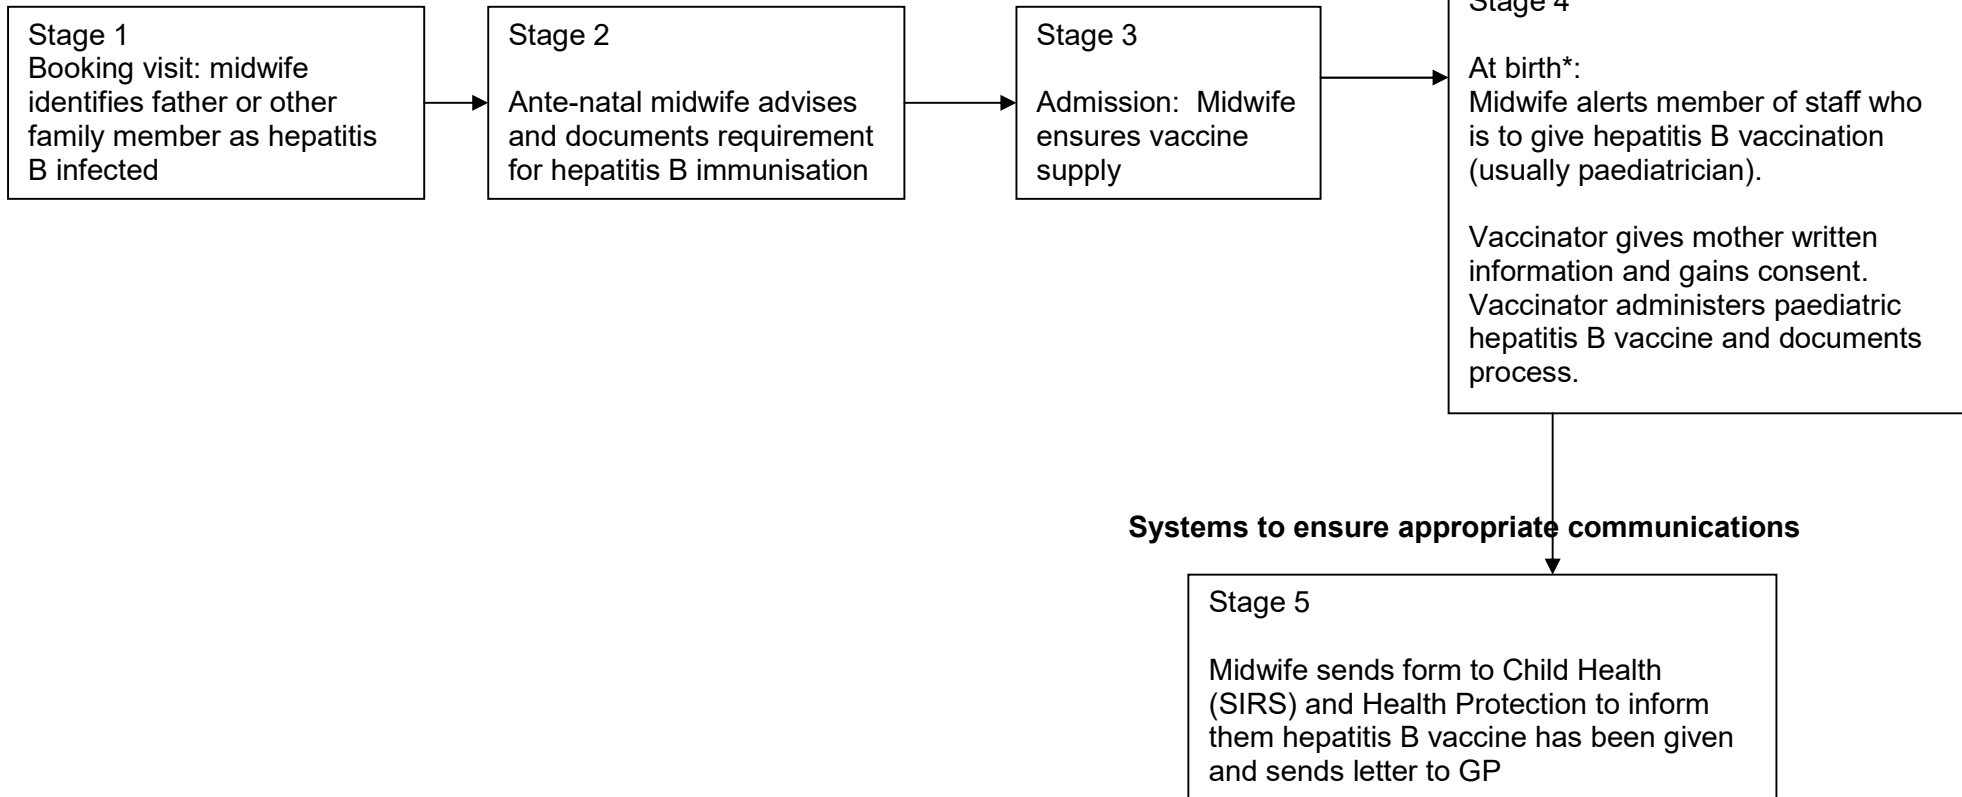 Stage 1
Booking visit: midwife
identifies father or other
family member as hepatitis
B infected
Stage 2
Ante-natal midwife advises
and documents requirement
for hepatitis B immunisation
Stage 3
Admission:  Midwife
ensures vaccine
supply
Stage 4
At birth*:
Midwife alerts member of staff who
is to give hepatitis B vaccination
(usually paediatrician).
Vaccinator gives mother written
information and gains consent.
Vaccinator administers paediatric
hepatitis B vaccine and documents
process.
Systems to ensure appropriate communications
Stage 5
Midwife sends form to Child Health
(SIRS) and Health Protection to inform
them hepatitis B vaccine has been given
and sends letter to GP